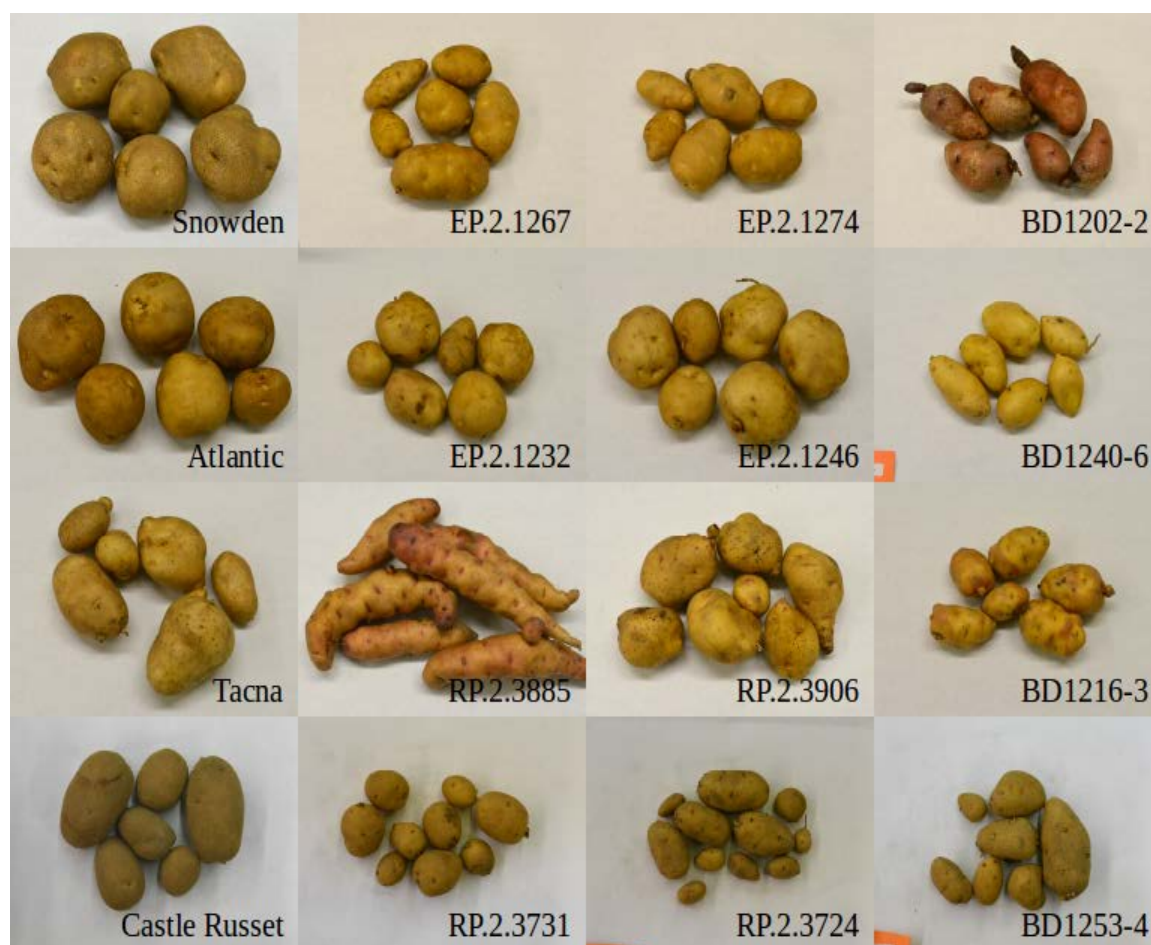 Snowden
EP.2.1267
EP.2.1274
BD1202-2
Atlantic
EP.2.1232
EP.2.1246
BD1240-6
Tacna
RP.2.3885
RP.2.3906
BD1216-3
Castle Russet
RP.2.3731
RP.2.3724
BD1253-4